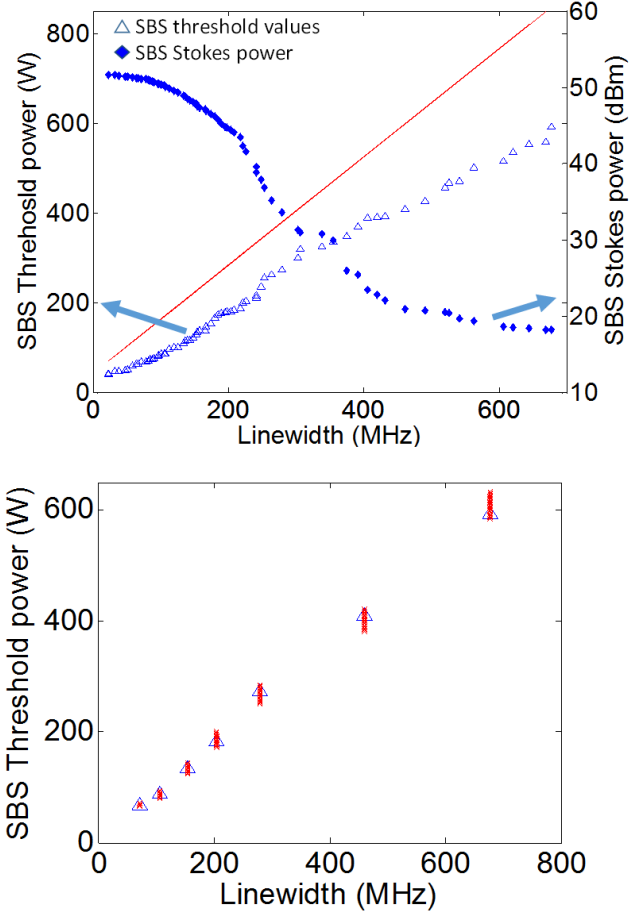 SBS threshold values
SBS Stokes power
800
600
400
200
0
SBS Threhosld power (W)
60
50
40
30
20
10
SBS Stokes power (dBm)
0 200 400 600
Linewidth (MHz)
600
400
200
0
SBS Threshold power (W)
0 200 400 600 800
Linewidth (MHz)